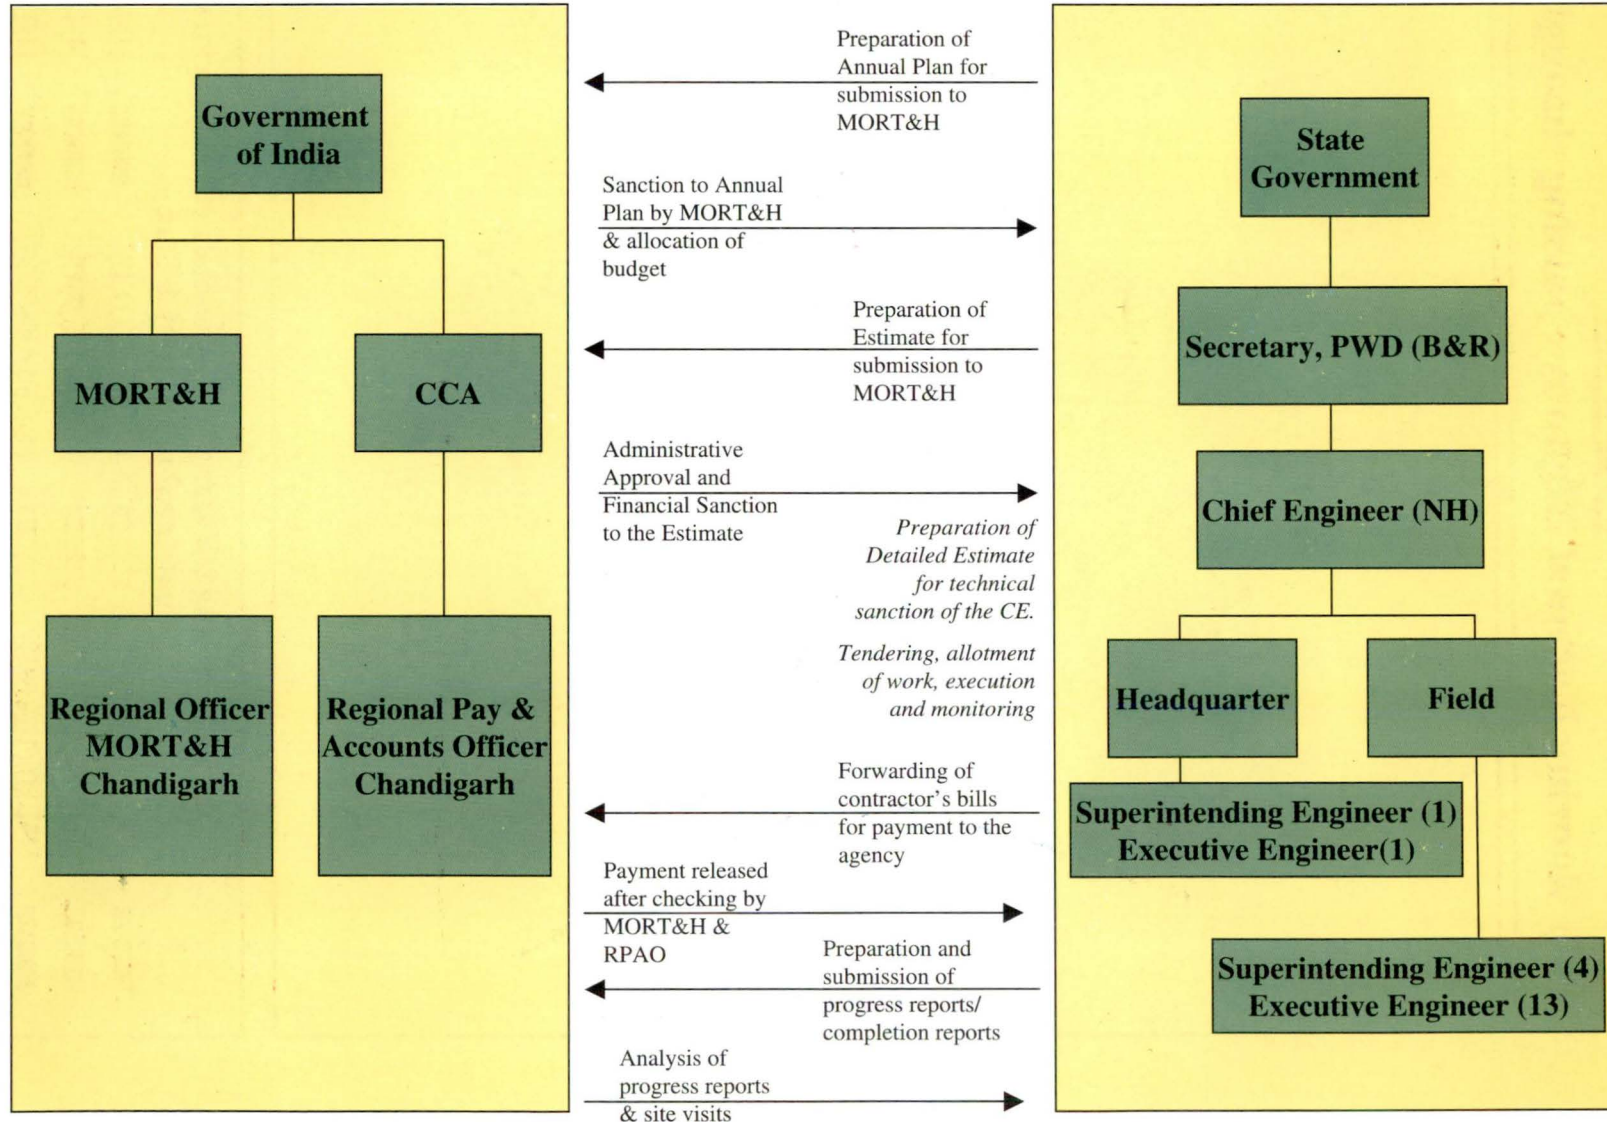 Government
of India
MORT&H
CCA
Regional Officer
MORT&H
Chandigarh
Regional Pay &
Accounts Officer
Chandigarh
Preparation of
Annual Plan for
submission to
MORT&H
Sanction to Annual
Plan by MORT&H
& allocation of
budget
Preparation of
Estimate for
submission to
MORT&H
Administrative
Approval and
Financial Sanction
to the Estimate
Preparation of
Detailed Estimate
for technical
sanction of the CE.
Tendering, allotment
of work, execution
and monitoring
Forwarding of
contractor’s bills
for payment to the
agency
Payment released
after checking by
MORT&H &
RPAO
Preparation and
submission of
progress reports/
completion reports
Analysis of
progress reports
& site visits
State
Government
Secretary, PWD (B&R)
Chief Engineer (NH)
Headquarter
Field
Superintending Engineer (1)
Executive Engineer(1)
Superintending Engineer (4)
Executive Engineer (13)